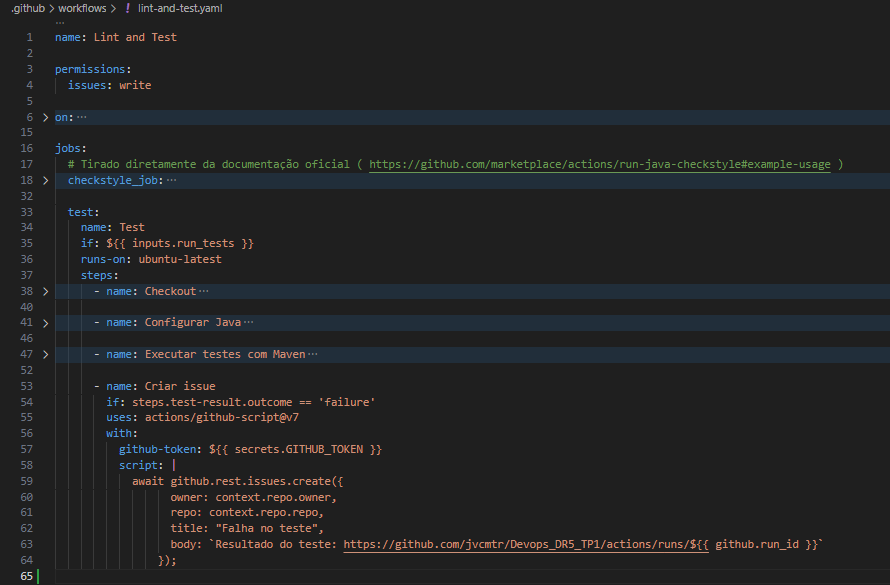 .github > workflows > ! lint-and-test.yaml
...
1 name: Lint and Test
2
3 permissions:
4 issues: write
5
6 > on:...
15
16 jobs:
17 # Tirado diretamente da documentação oficial ( https://github.com/marketplace/actions/run-java-checkstyle#example-usage )
18 > checkstyle_job:...
32
33 test:
34 name: Test
35 if: ${{ inputs.run_tests }}
36 runs-on: ubuntu-latest
37 steps:
38 > - name: Checkout...
40
41 > - name: Configurar Java...
46
47 > - name: Executar testes com Maven...
52
53 - name: Criar issue
54 if: steps.test-result.outcome == 'failure'
55 uses: actions/github-script@v7
56 with:
57 github-token: ${{ secrets.GITHUB_TOKEN }}
58 script: |
59 await github.rest.issues.create({
60 owner: context.repo.owner,
61 repo: context.repo.repo,
62 title: "Falha no teste",
63 body: `Resultado do teste: https://github.com/jvcmtr/Devops_DR5_TP1/actions/runs/${{ github.run_id }}`
64 });
65